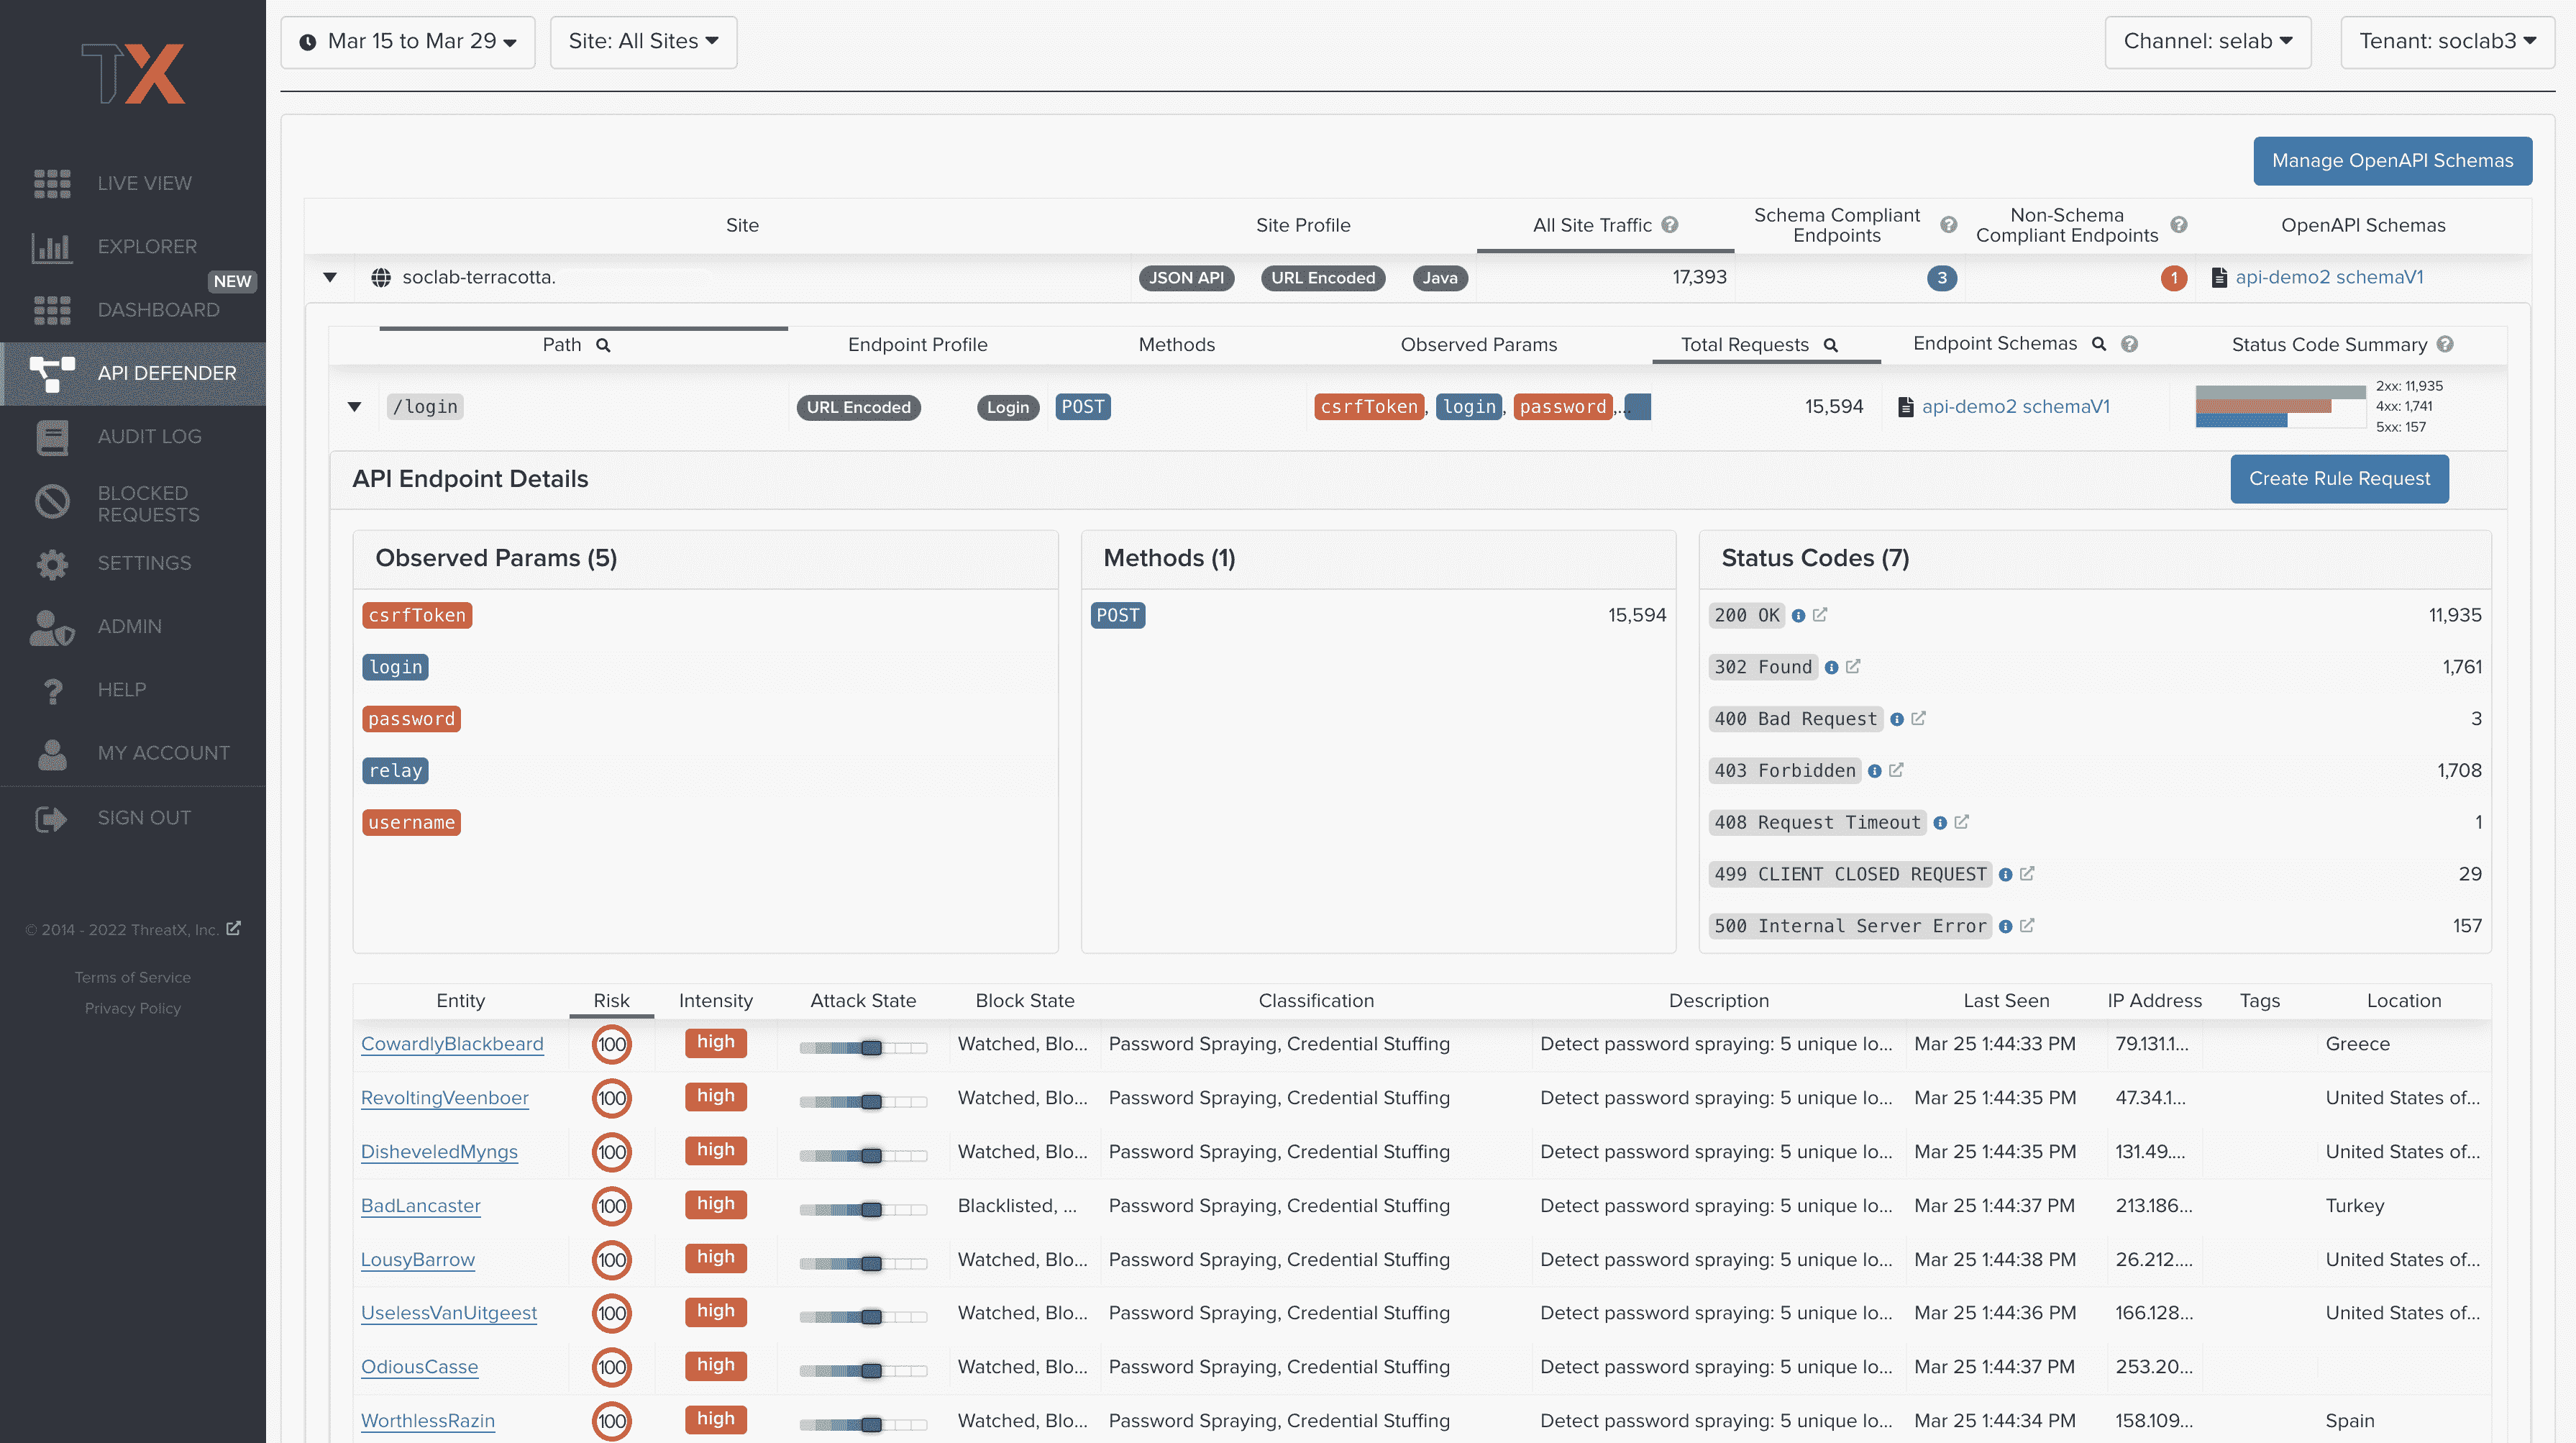 TX
Mar 15 to Mar 29
Site: All Sites
Channel: selab
Tenant: soclab3
LIVE VIEW
EXPLORER
NEW
DASHBOARD
API DEFENDER
AUDIT LOG
BLOCKED
REQUESTS
SETTINGS
ADMIN
HELP
MY ACCOUNT
SIGN OUT
© 2014 - 2022 ThreatX, Inc.
Terms of Service
Privacy Policy
Manage OpenAPI Schemas
Site Site Profile All Site Traffic ? Schema Compliant Endpoints ? Non-Schema Compliant Endpoints ? OpenAPI Schemas
soclab-terracotta. JSON API URL Encoded Java 17,393 3 1 api-demo2 schemaV1
Path Endpoint Profile Methods Observed Params Total Requests Endpoint Schemas ? Status Code Summary ?
/login URL Encoded Login POST csrfToken, login, password,... 15,594 api-demo2 schemaV1
2xx: 11,935
4xx: 1,741
5xx: 157
API Endpoint Details
Create Rule Request
Observed Params (5)
csrfToken
login
password
relay
username
Methods (1)
POST 15,594
Status Codes (7)
200 OK 11,935
302 Found 1,761
400 Bad Request 3
403 Forbidden 1,708
408 Request Timeout 1
499 CLIENT CLOSED REQUEST 29
500 Internal Server Error 157
Entity Risk Intensity Attack State Block State Classification Description Last Seen IP Address Tags Location
CowardlyBlackbeard 100 high Watched, Blo... Password Spraying, Credential Stuffing Detect password spraying: 5 unique lo... Mar 25 1:44:33 PM 79.131.1... Greece
RevoltingVeenboer 100 high Watched, Blo... Password Spraying, Credential Stuffing Detect password spraying: 5 unique lo... Mar 25 1:44:35 PM 47.34.1... United States of...
DisheveledMyngs 100 high Watched, Blo... Password Spraying, Credential Stuffing Detect password spraying: 5 unique lo... Mar 25 1:44:35 PM 131.49.... United States of...
BadLancaster 100 high Blacklisted, ... Password Spraying, Credential Stuffing Detect password spraying: 5 unique lo... Mar 25 1:44:37 PM 213.186... Turkey
LousyBarrow 100 high Watched, Blo... Password Spraying, Credential Stuffing Detect password spraying: 5 unique lo... Mar 25 1:44:38 PM 26.212.... United States of...
UselessVanUitgeest 100 high Watched, Blo... Password Spraying, Credential Stuffing Detect password spraying: 5 unique lo... Mar 25 1:44:36 PM 166.128... United States of...
OdiousCasse 100 high Watched, Blo... Password Spraying, Credential Stuffing Detect password spraying: 5 unique lo... Mar 25 1:44:37 PM 253.20...
WorthlessRazin 100 high Watched, Blo... Password Spraying, Credential Stuffing Detect password spraying: 5 unique lo... Mar 25 1:44:34 PM 158.109... Spain